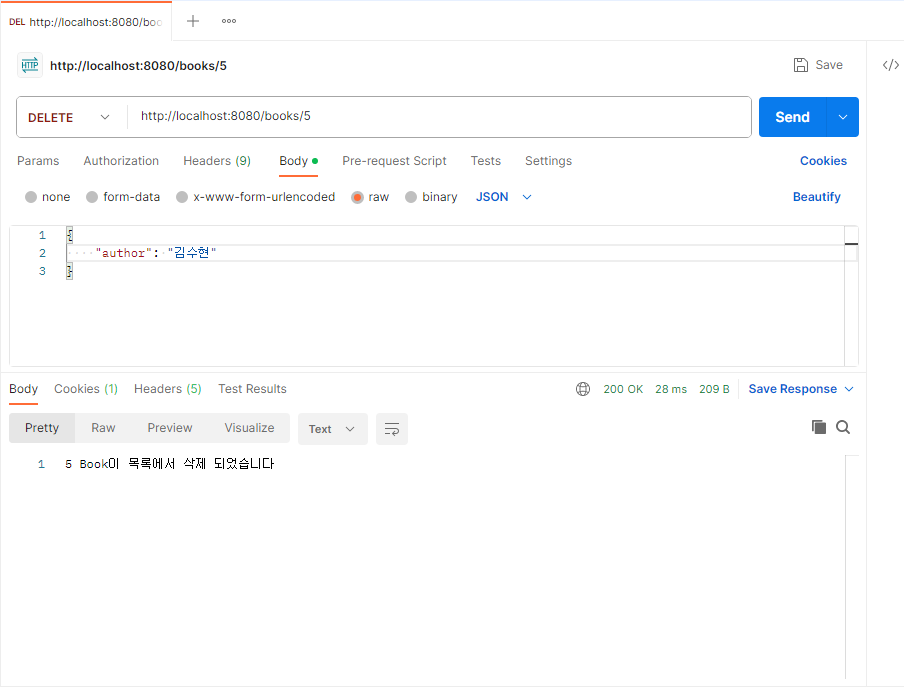 DEL http://localhost:8080/boo
http://localhost:8080/books/5 Save
DELETE http://localhost:8080/books/5 Send
Params Authorization Headers (9) Body Pre-request Script Tests Settings Cookies
none form-data x-www-form-urlencoded raw binary JSON Beautify
1 {
2 "author": "김수현"
3 }
Body Cookies (1) Headers (5) Test Results 200 OK 28 ms 209 B Save Response
Pretty Raw Preview Visualize Text
1 5 Book이 목록에서 삭제 되었습니다